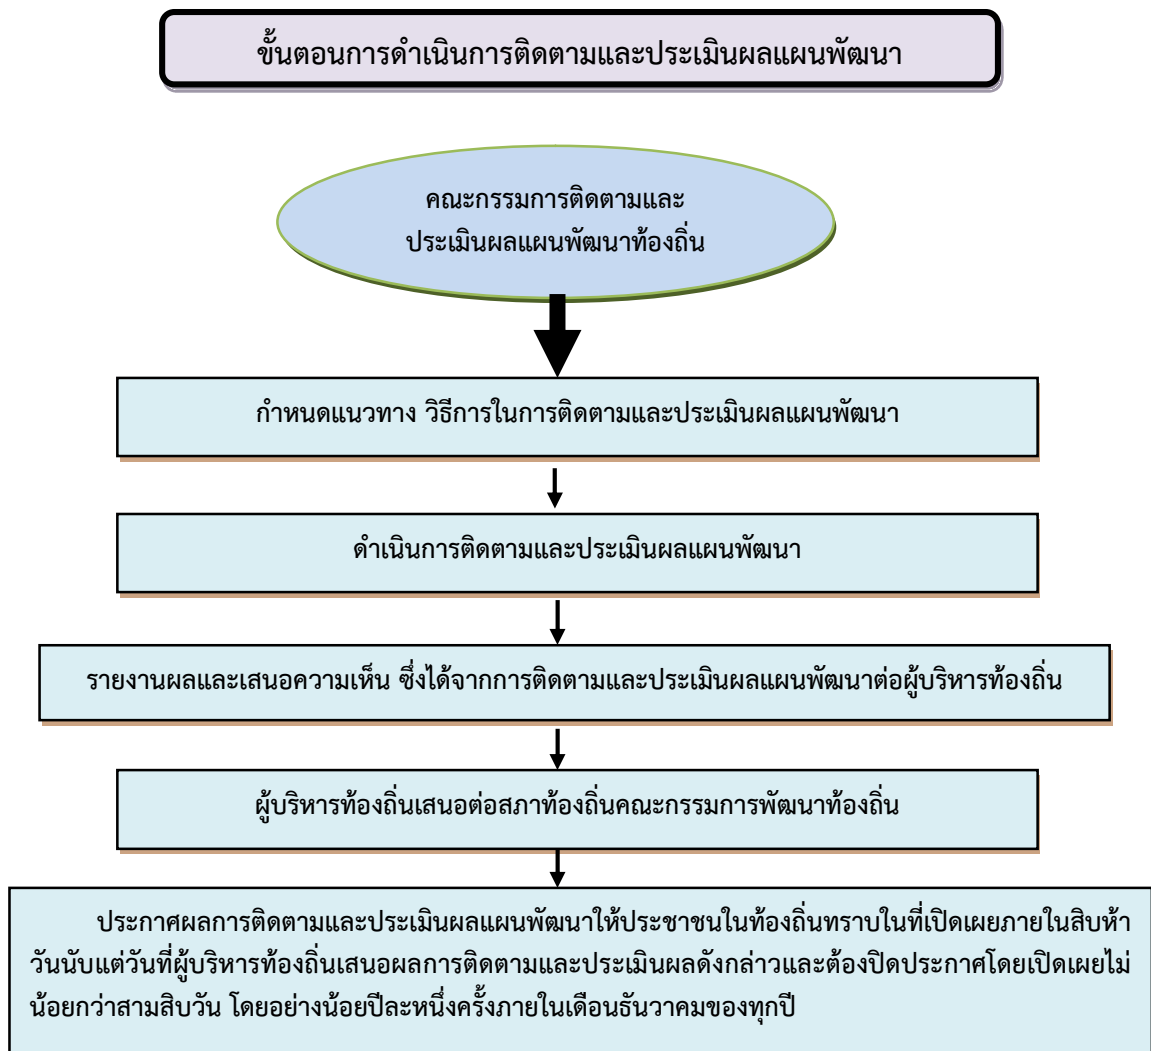 ขั้นตอนการดำเนินการติดตามและประเมินผลแผนพัฒนา
คณะกรรมการติดตามและ
ประเมินผลแผนพัฒนาท้องถิ่น
กำหนดแนวทาง วิธีการในการติดตามและประเมินผลแผนพัฒนา
ดำเนินการติดตามและประเมินผลแผนพัฒนา
รายงานผลและเสนอความเห็น ซึ่งได้จากการติดตามและประเมินผลแผนพัฒนาต่อผู้บริหารท้องถิ่น
ผู้บริหารท้องถิ่นเสนอต่อสภาท้องถิ่นคณะกรรมการพัฒนาท้องถิ่น
ประกาศผลการติดตามและประเมินผลแผนพัฒนาให้ประชาชนในท้องถิ่นทราบในที่เปิดเผยภายในสิบห้า
วันนับแต่วันที่ผู้บริหารท้องถิ่นเสนอผลการติดตามและประเมินผลดังกล่าวและต้องปิดประกาศโดยเปิดเผยไม่
น้อยกว่าสามสิบวัน โดยอย่างน้อยปีละหนึ่งครั้งภายในเดือนธันวาคมของทุกปี